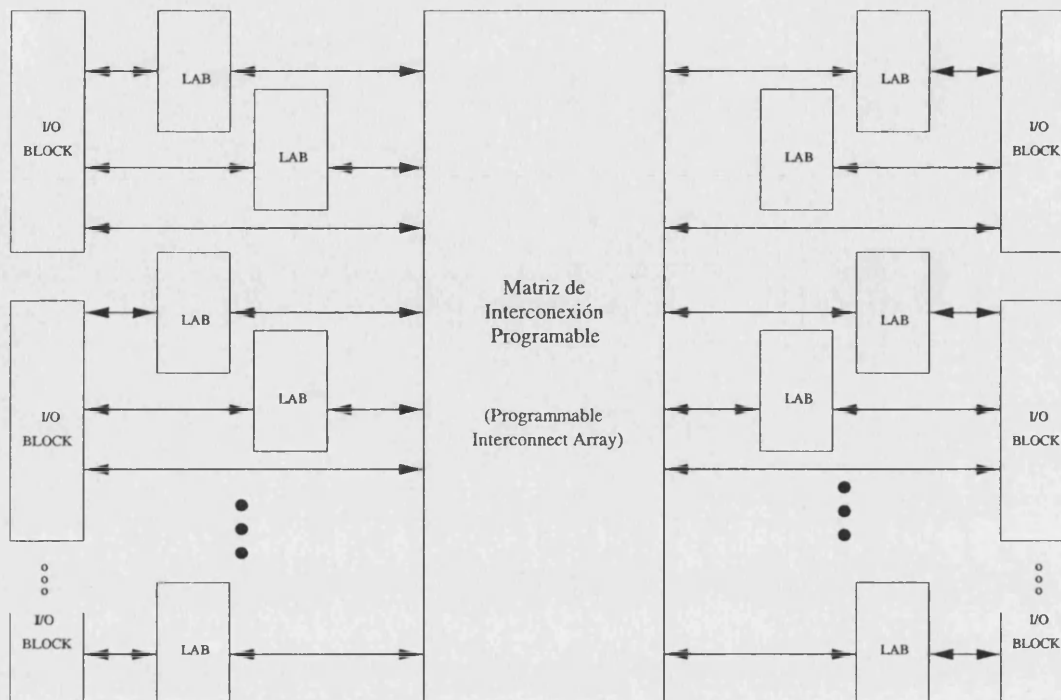 LAB
LAB
I/O
BLOCK
LAB
I/O
BLOCK
LAB
LAB
Matriz de
Interconexión
Programable
LAB
LAB
LAB
I/O
BLOCK
(Programmable
Interconnect Array)
I/O
BLOCK
I/O
BLOCK
LAB
LAB
I/O
BLOCK